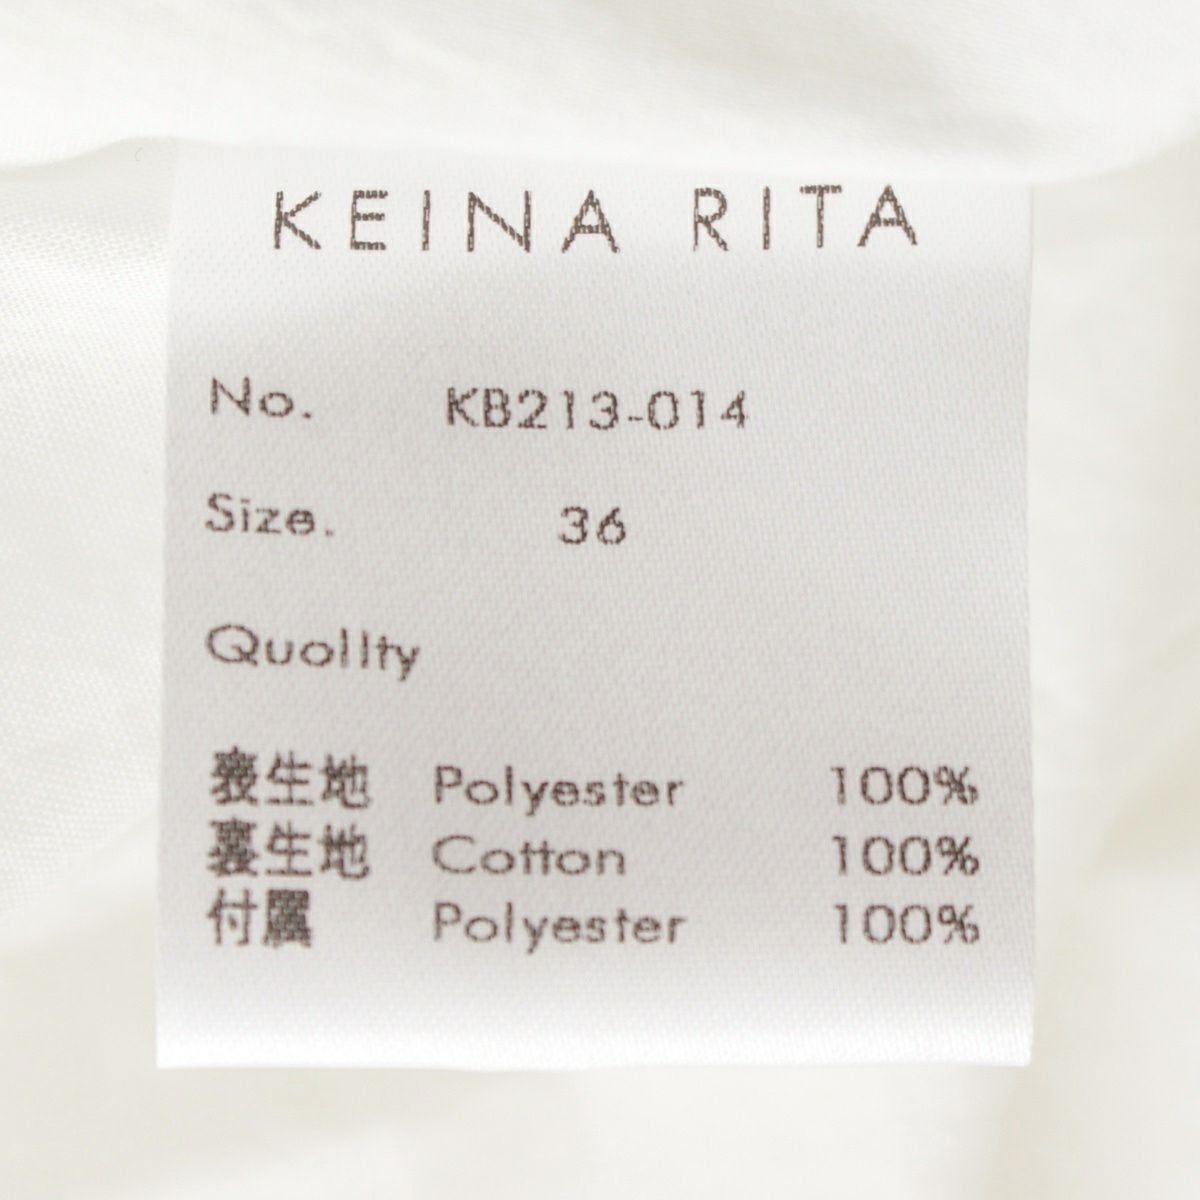 KEINA RITA
No. KB213-014
Size. 36
Quollty
表生地 Polyester 100%
裏生地 Cotton 100%
付属 Polyester 100%